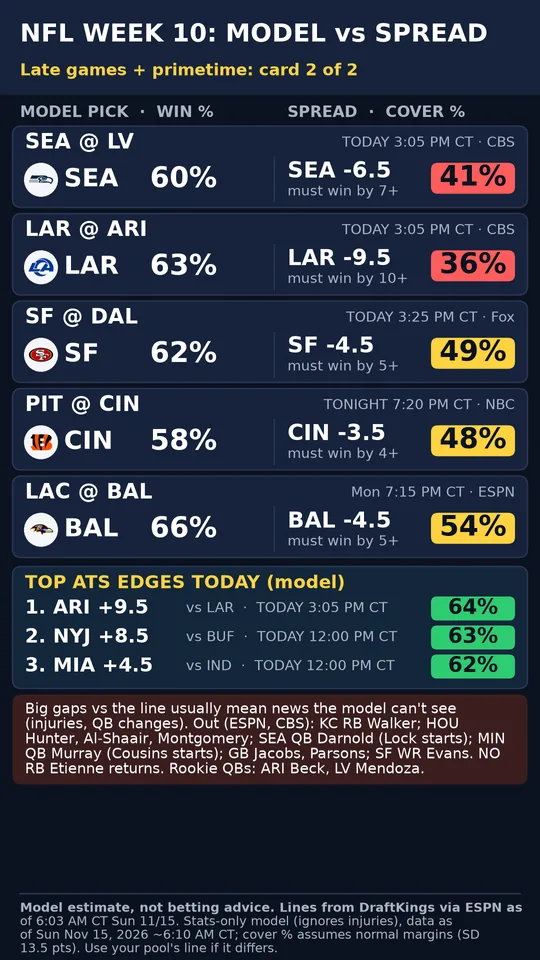 NFL WEEK 10: MODEL vs SPREAD
Late games + primetime: card 2 of 2
MODEL PICK · WIN % SPREAD · COVER %
SEA @ LV TODAY 3:05 PM CT · CBS
SEA 60% SEA -6.5 41%
must win by 7+
LAR @ ARI TODAY 3:05 PM CT · CBS
LAR 63% LAR -9.5 36%
must win by 10+
SF @ DAL TODAY 3:25 PM CT · Fox
SF 62% SF -4.5 49%
must win by 5+
PIT @ CIN TONIGHT 7:20 PM CT · NBC
CIN 58% CIN -3.5 48%
must win by 4+
LAC @ BAL Mon 7:15 PM CT · ESPN
BAL 66% BAL -4.5 54%
must win by 5+
TOP ATS EDGES TODAY (model)
1. ARI +9.5 vs LAR · TODAY 3:05 PM CT 64%
2. NYJ +8.5 vs BUF · TODAY 12:00 PM CT 63%
3. MIA +4.5 vs IND · TODAY 12:00 PM CT 62%
Big gaps vs the line usually mean news the model can't see
(injuries, QB changes). Out (ESPN, CBS): KC RB Walker; HOU
Hunter, Al-Shaair, Montgomery; SEA QB Darnold (Lock starts); MIN
QB Murray (Cousins starts); GB Jacobs, Parsons; SF WR Evans. NO
RB Etienne returns. Rookie QBs: ARI Beck, LV Mendoza.
Model estimate, not betting advice. Lines from DraftKings via ESPN as
of 6:03 AM CT Sun 11/15. Stats-only model (ignores injuries), data as
of Sun Nov 15, 2026 ~6:10 AM CT; cover % assumes normal margins (SD
13.5 pts). Use your pool's line if it differs.